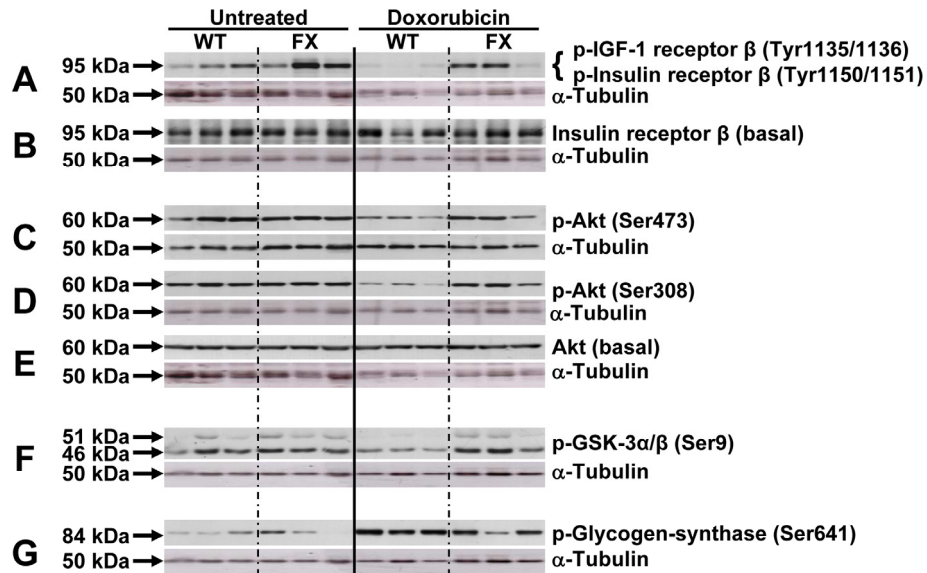 Untreated Doxorubicin
WT FX WT FX
A 95 kDa { p-IGF-1 receptor β (Tyr1135/1136)
p-Insulin receptor β (Tyr1150/1151)
50 kDa α-Tubulin
B 95 kDa Insulin receptor β (basal)
50 kDa α-Tubulin
C 60 kDa p-Akt (Ser473)
50 kDa α-Tubulin
D 60 kDa p-Akt (Ser308)
50 kDa α-Tubulin
E 60 kDa Akt (basal)
50 kDa α-Tubulin
F 51 kDa
46 kDa p-GSK-3α/β (Ser9)
50 kDa α-Tubulin
G 84 kDa p-Glycogen-synthase (Ser641)
50 kDa α-Tubulin